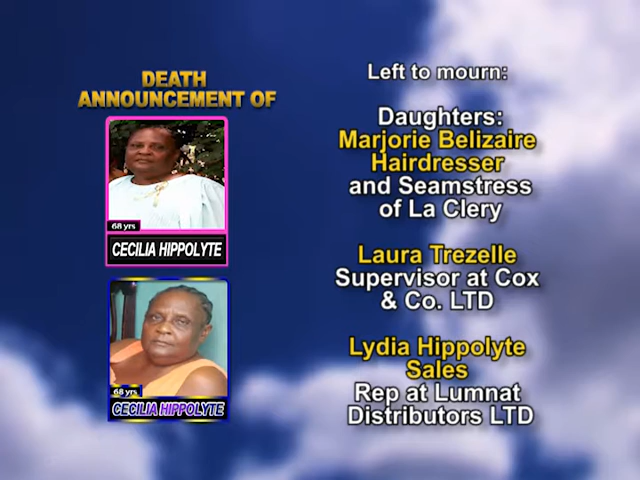 DEATH
ANNOUNCEMENT OF
68 yrs
CECILIA HIPPOLYTE
68 yrs
CECILIA HIPPOLYTE
Left to mourn:
Daughters:
Marjorie Belizaire
Hairdresser
and Seamstress
of La Clery
Laura Trezelle
Supervisor at Cox
& Co. LTD
Lydia Hippolyte
Sales
Rep at Lumnat
Distributors LTD